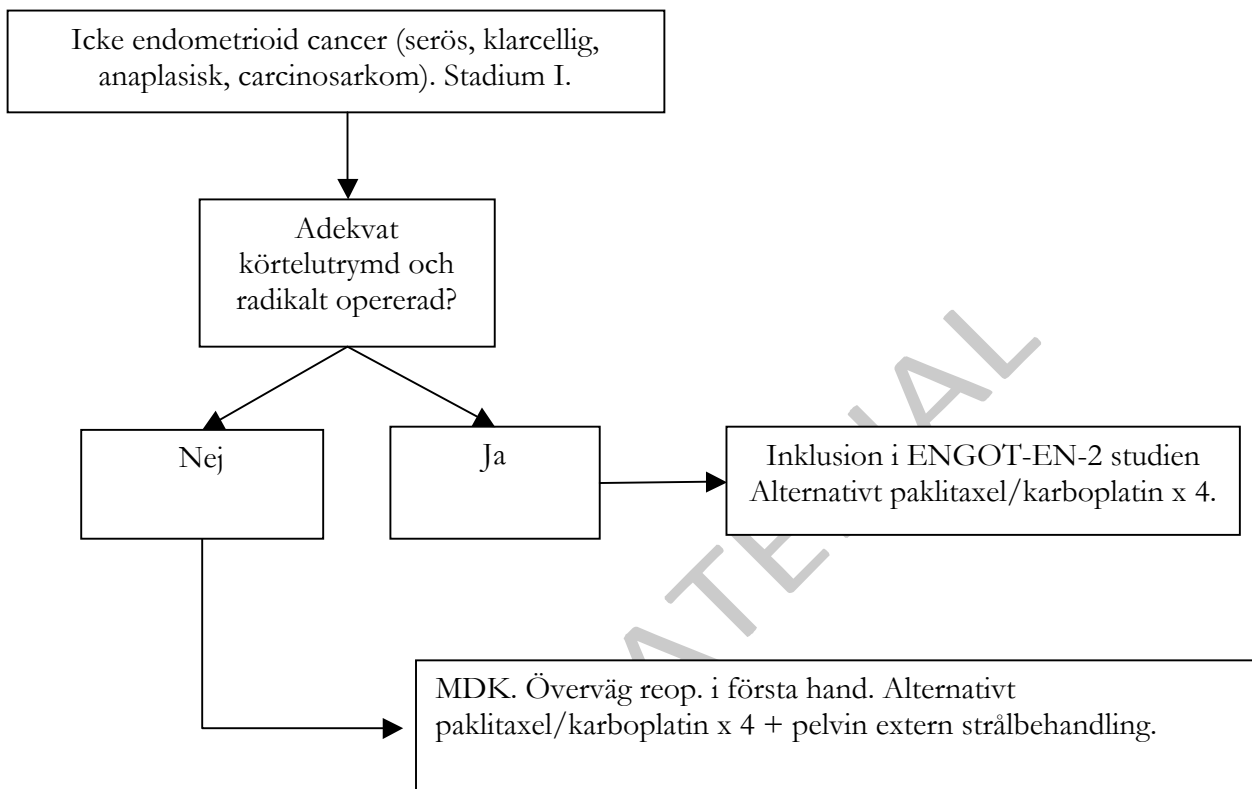 Icke endometrioid cancer (serös, klarcellig,
anaplasisk, carcinosarkom). Stadium I.
Adekvat
körtelutrymd och
radikalt opererad?
Nej
Ja
Inklusion i ENGOT-EN-2 studien
Alternativt paklitaxel/karboplatin x 4.
MDK. Överväg reop. i första hand. Alternativt
paklitaxel/karboplatin x 4 + pelvin extern strålbehandling.